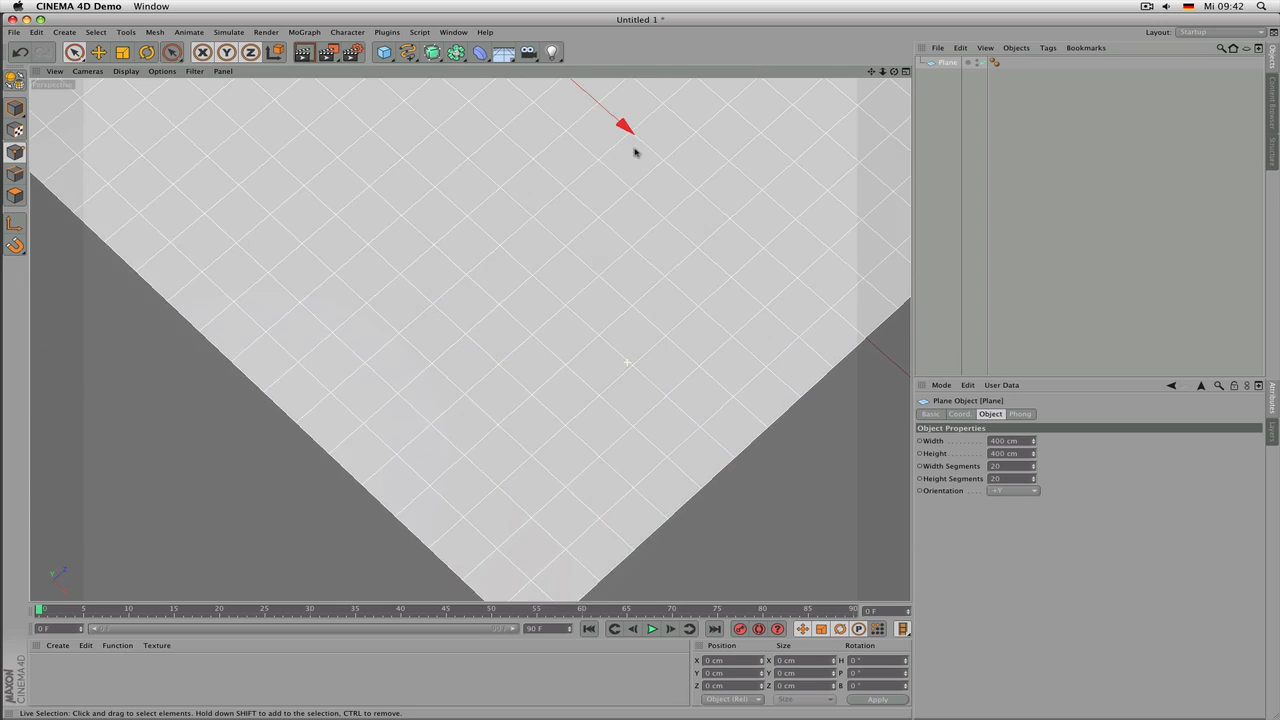 CINEMA 4D Demo Window Mi 09:42
Untitled 1 *
File Edit Create Select Tools Mesh Animate Simulate Render MoGraph Character Plugins Script Window Help Layout: Startup
File Edit View Objects Tags Bookmarks
Plane
View Cameras Display Options Filter Panel
Perspective
Objects
Content Browser
Structure
Mode Edit User Data
Plane Object [Plane]
Basic Coord. Object Phong
Object Properties
Width 400 cm
Height 400 cm
Width Segments 20
Height Segments 20
Orientation +Y
Attributes
Layers
Y Z
0 5 10 15 20 25 30 35 40 45 50 55 60 65 70 75 80 85 90 0 F
0 F 90 F
Create Edit Function Texture
Position Size Rotation
X 0 cm X 0 cm H 0 °
Y 0 cm Y 0 cm P 0 °
Z 0 cm Z 0 cm B 0 °
Object (Rel) Size Apply
MAXON
CINEMA 4D
Live Selection: Click and drag to select elements. Hold down SHIFT to add to the selection, CTRL to remove.